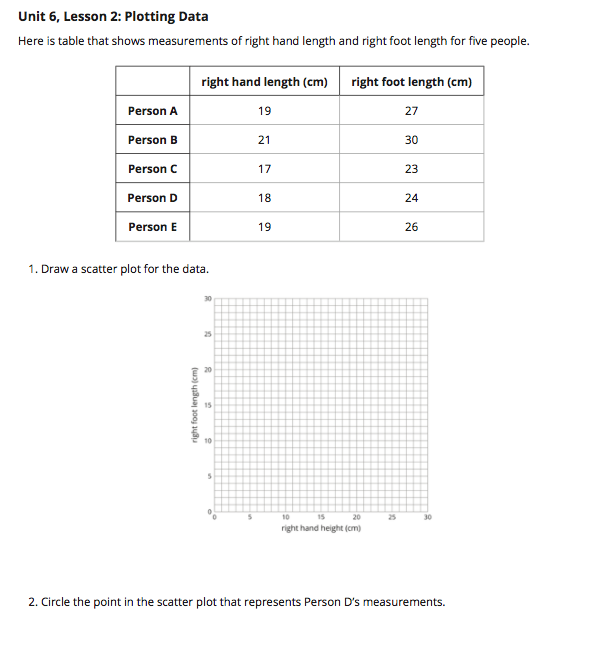 Unit 6, Lesson 2: Plotting Data
Here is table that shows measurements of right hand length and right foot length for five people.
right hand length (cm) right foot length (cm)
Person A 19 27
Person B 21 30
Person C 17 23
Person D 18 24
Person E 19 26
1. Draw a scatter plot for the data.
30
25
20
15
10
5
0
right foot length (cm)
0 5 10 15 20 25 30
right hand height (cm)
2. Circle the point in the scatter plot that represents Person D's measurements.